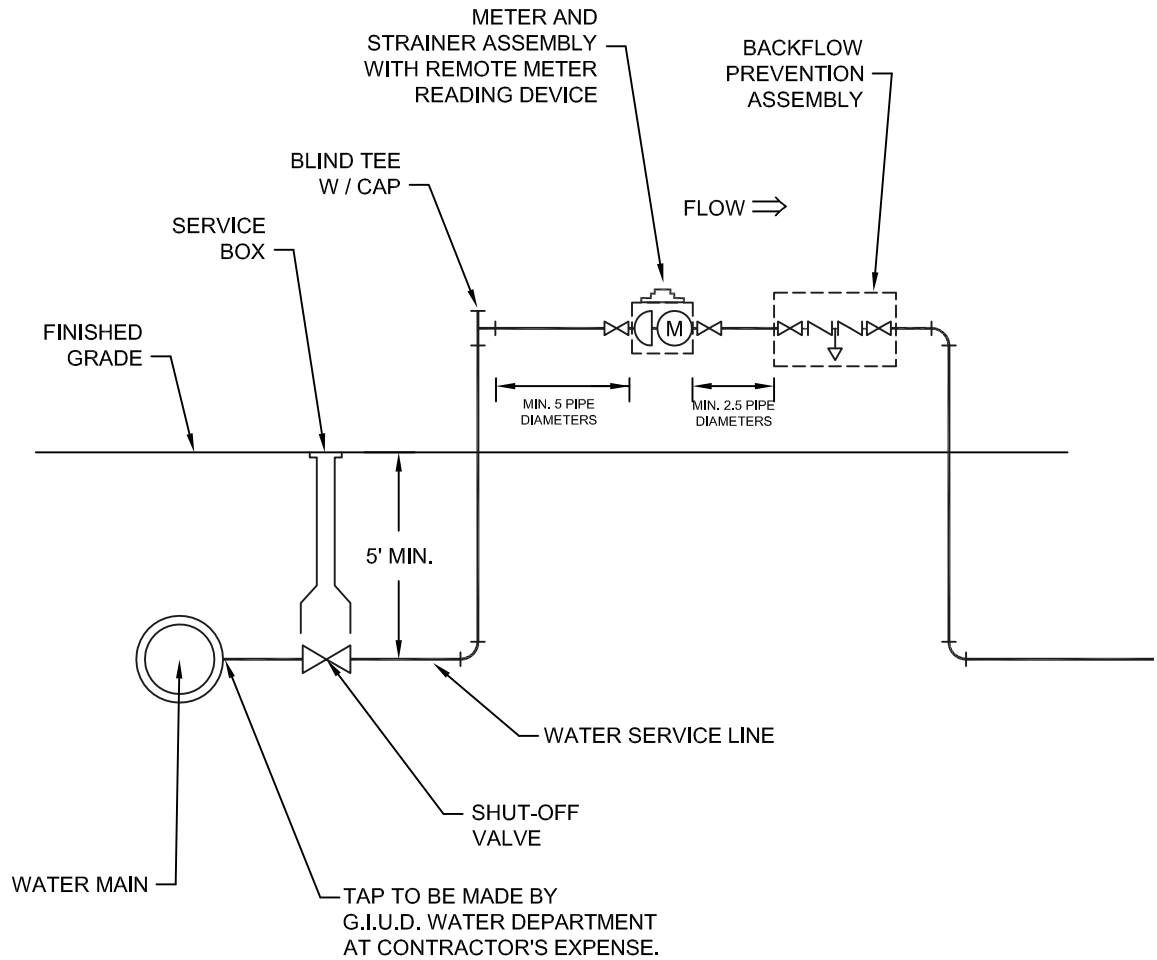 METER AND
STRAINER ASSEMBLY
WITH REMOTE METER
READING DEVICE
BACKFLOW
PREVENTION
ASSEMBLY
BLIND TEE
W / CAP
FLOW
SERVICE
BOX
FINISHED
GRADE
M
MIN. 5 PIPE
DIAMETERS
MIN. 2.5 PIPE
DIAMETERS
5' MIN.
WATER SERVICE LINE
SHUT-OFF
VALVE
WATER MAIN
TAP TO BE MADE BY
G.I.U.D. WATER DEPARTMENT
AT CONTRACTOR'S EXPENSE.